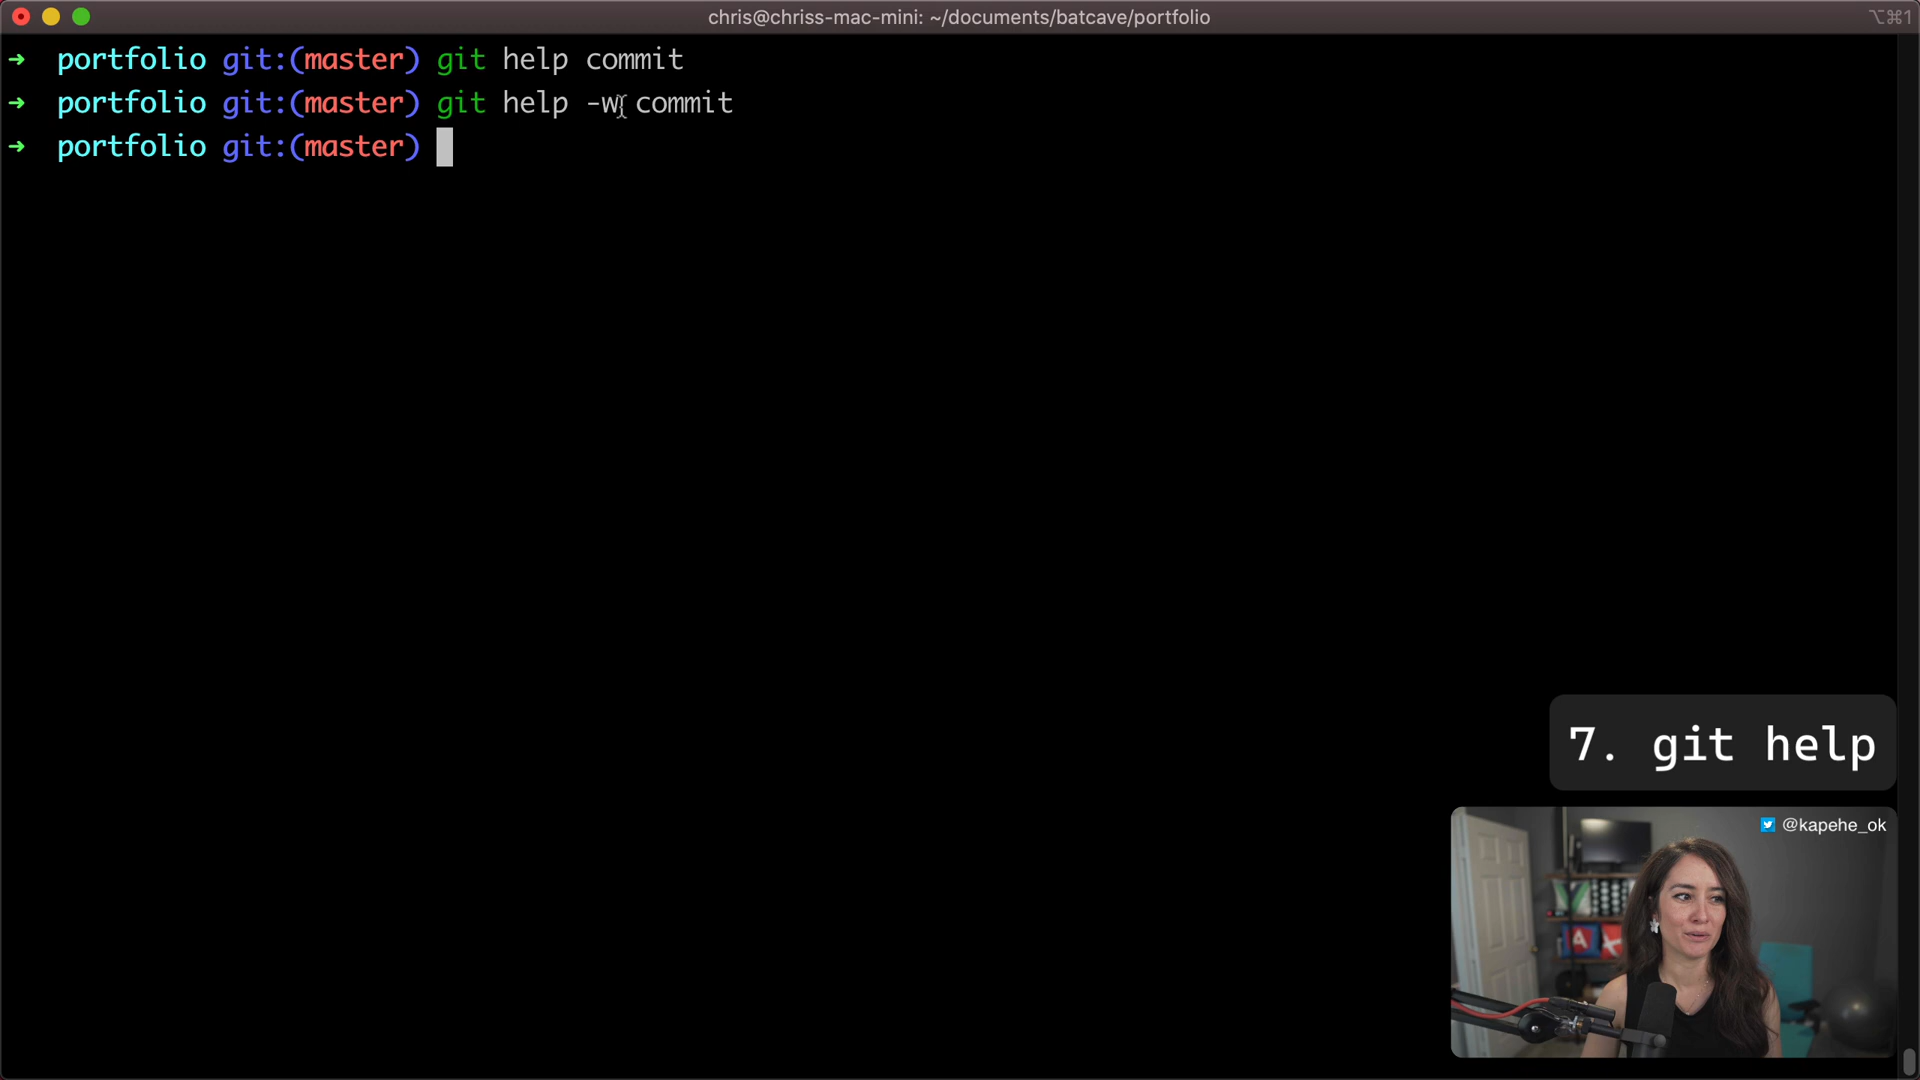 chris@chriss-mac-mini: ~/documents/batcave/portfolio
⌥⌘1
➜ portfolio git:(master) git help commit
➜ portfolio git:(master) git help -w commit
➜ portfolio git:(master)
7. git help
@kapehe_ok
A